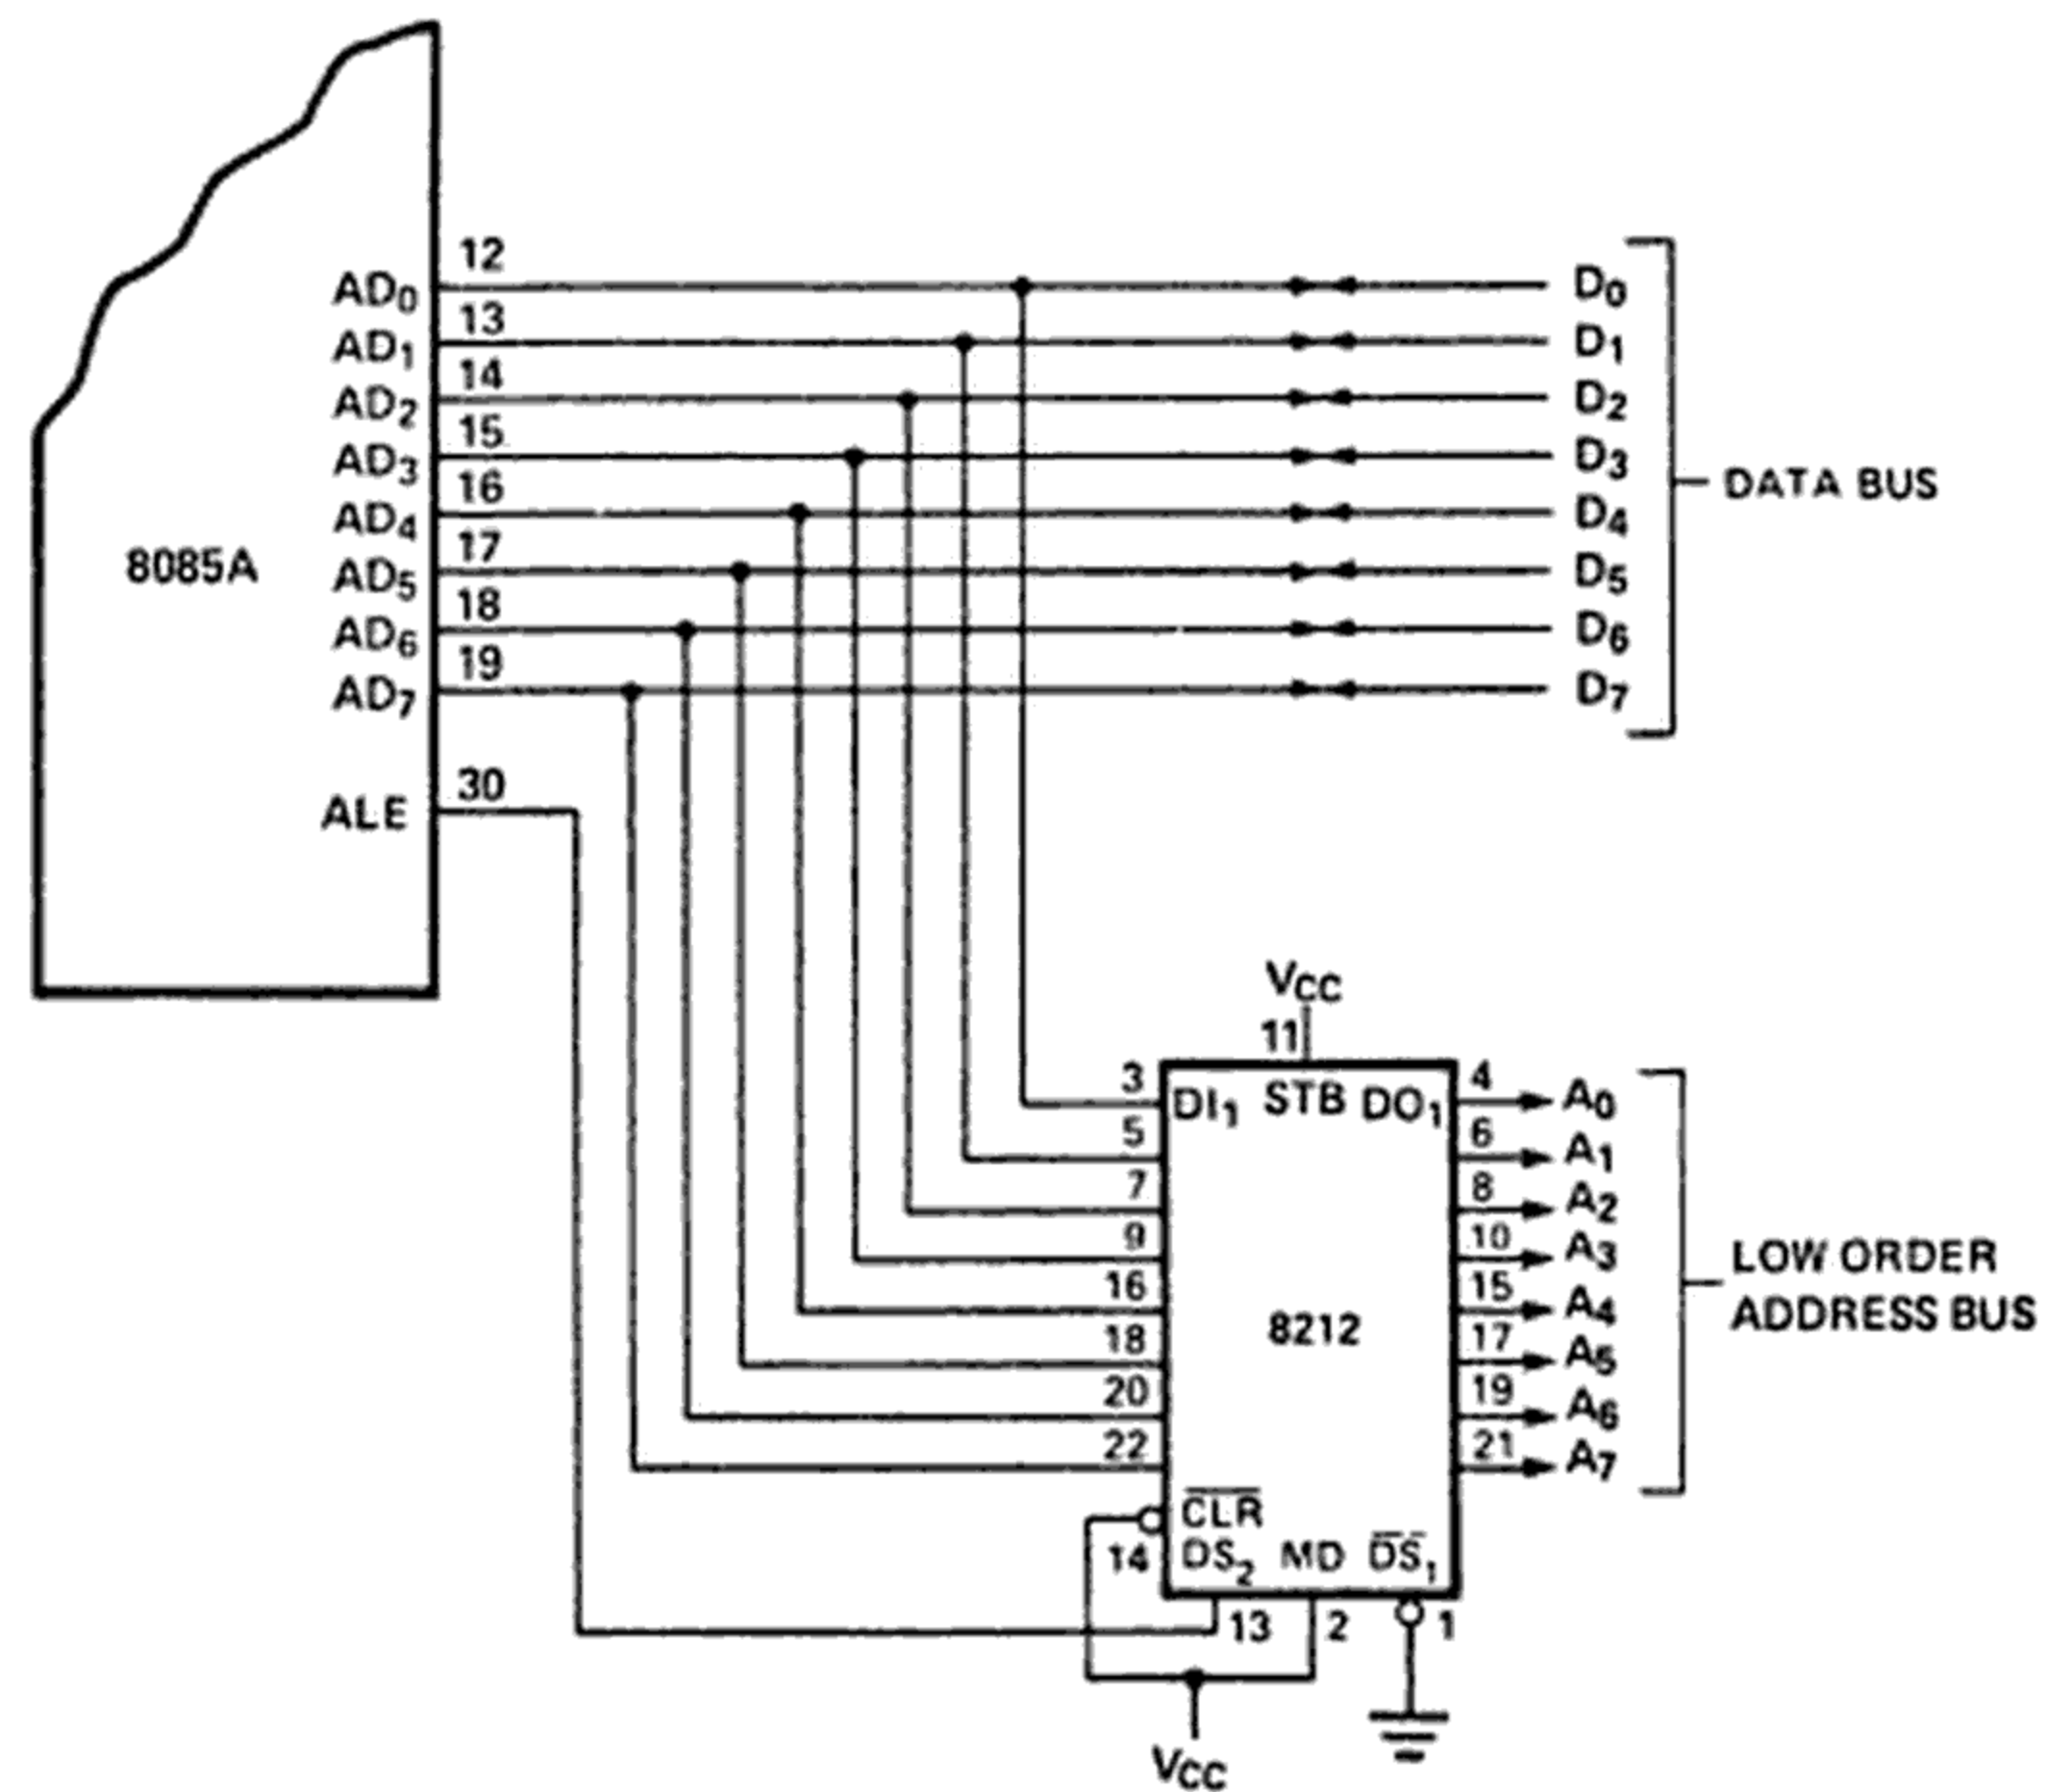 12
AD0 D0
13
AD1 D1
14
AD2 D2
15
AD3 D3
16
AD4 D4
17
AD5 D5
18
AD6 D6
19
AD7 D7
DATA BUS
8085A
30
ALE
VCC
11
3 DI1 STB DO1 4 A0
5 6 A1
7 8 A2
9 10 A3
16 15 A4
18 17 A5
20 19 A6
22 21 A7
8212
LOW ORDER
ADDRESS BUS
C̅L̅R̅
14 DS2 MD D̅S̅1
13 2 1
VCC